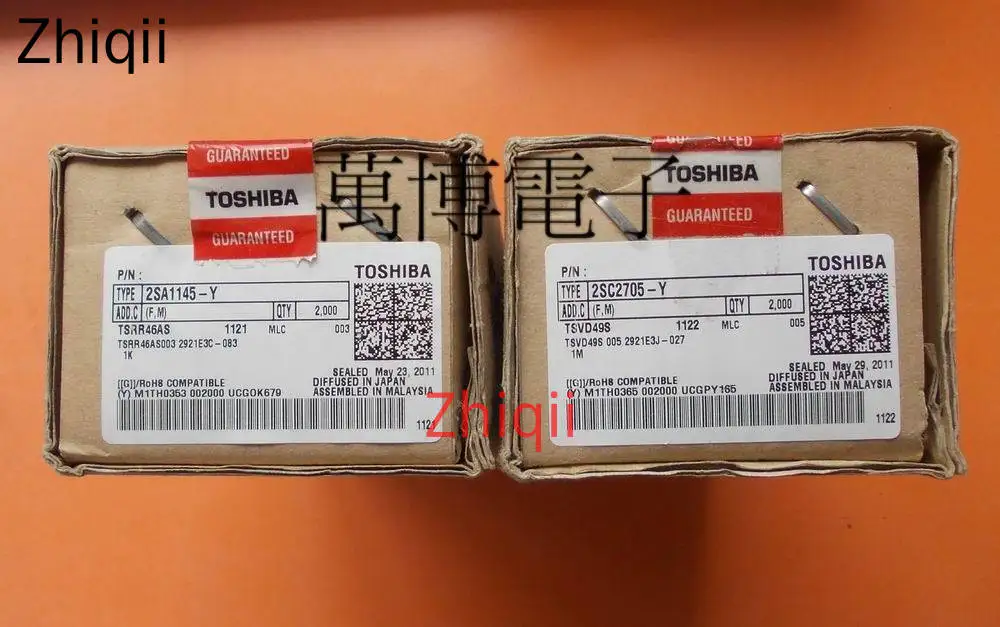 Zhiqii
GUARANTEED
TOSHIBA
GUARANTEED
萬博電子
GUARANTEED
TOSHIBA
GUARANTEED
P/N :
TOSHIBA
TYPE 2SA1145-Y
ADD.C (F,M) QTY 2,000
TSRR46AS 1121 MLC 003
TSRR46AS003 2921E3C-083
1K
SEALED May 23, 2011
DIFFUSED IN JAPAN
[[G]]/RoHS COMPATIBLE ASSEMBLED IN MALAYSIA
(Y) M1TH0353 002000 UCGOK679
P/N :
TOSHIBA
TYPE 2SC2705-Y
ADD.C (F,M) QTY 2,000
TSVD49S 1122 MLC 005
TSVD49S 005 2921E3J-027
1M
SEALED May 29, 2011
DIFFUSED IN JAPAN
[[G]]/RoHS COMPATIBLE ASSEMBLED IN MALAYSIA
(Y) M1TH0365 002000 UCGPY165
1122
Zhiqii